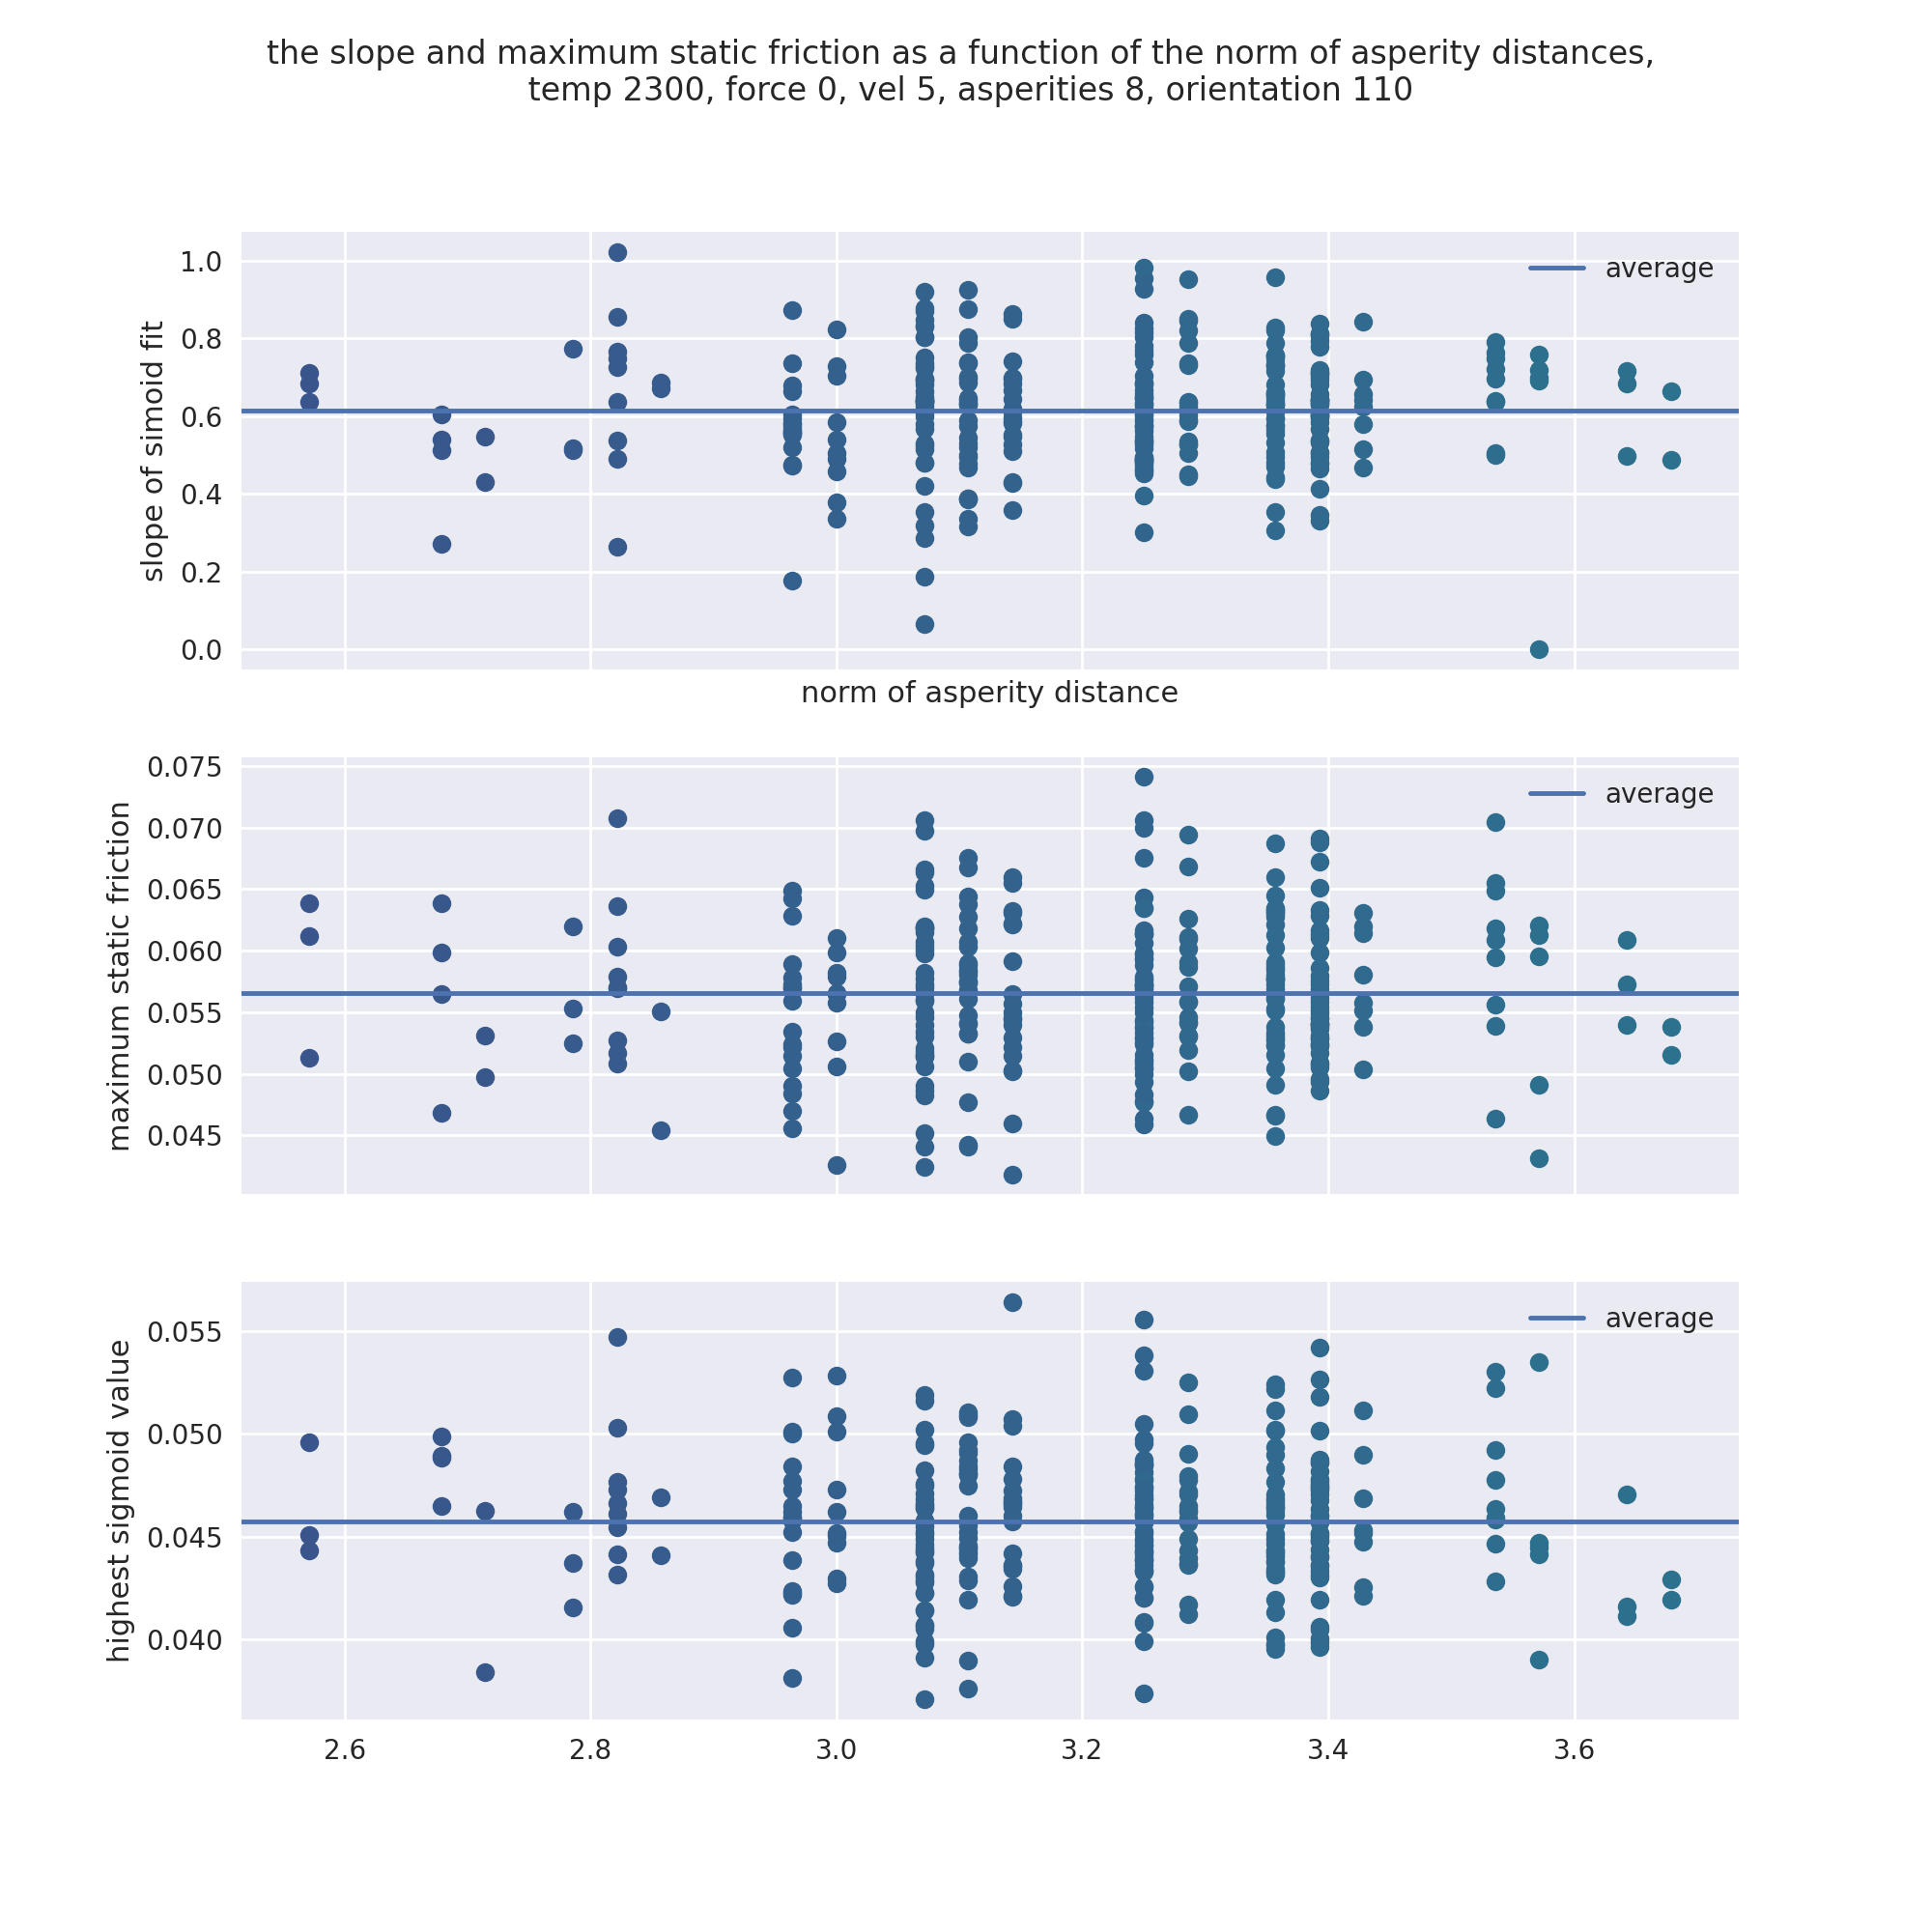 the slope and maximum static friction as a function of the norm of asperity distances,
temp 2300, force 0, vel 5, asperities 8, orientation 110
slope of simoid fit
1.0
0.8
0.6
0.4
0.2
0.0
average
norm of asperity distance
maximum static friction
0.075
0.070
0.065
0.060
0.055
0.050
0.045
average
highest sigmoid value
0.055
0.050
0.045
0.040
average
2.6 2.8 3.0 3.2 3.4 3.6